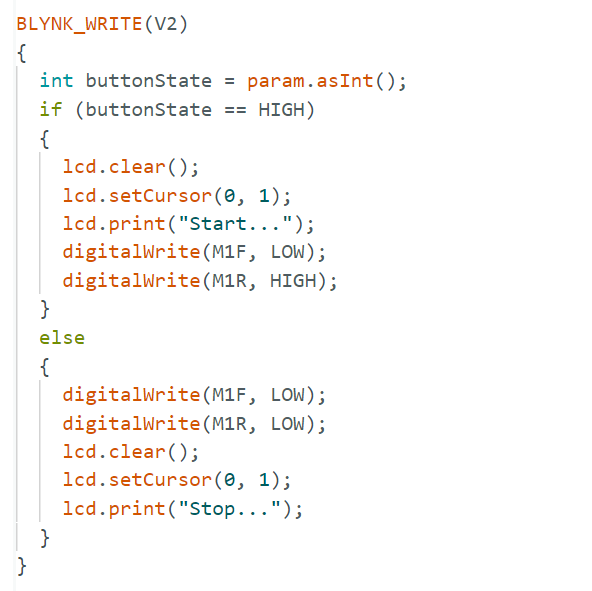 BLYNK_WRITE(V2)
{
  int buttonState = param.asInt();
  if (buttonState == HIGH)
  {
    lcd.clear();
    lcd.setCursor(0, 1);
    lcd.print("Start...");
    digitalWrite(M1F, LOW);
    digitalWrite(M1R, HIGH);
  }
  else
  {
    digitalWrite(M1F, LOW);
    digitalWrite(M1R, LOW);
    lcd.clear();
    lcd.setCursor(0, 1);
    lcd.print("Stop...");
  }
}